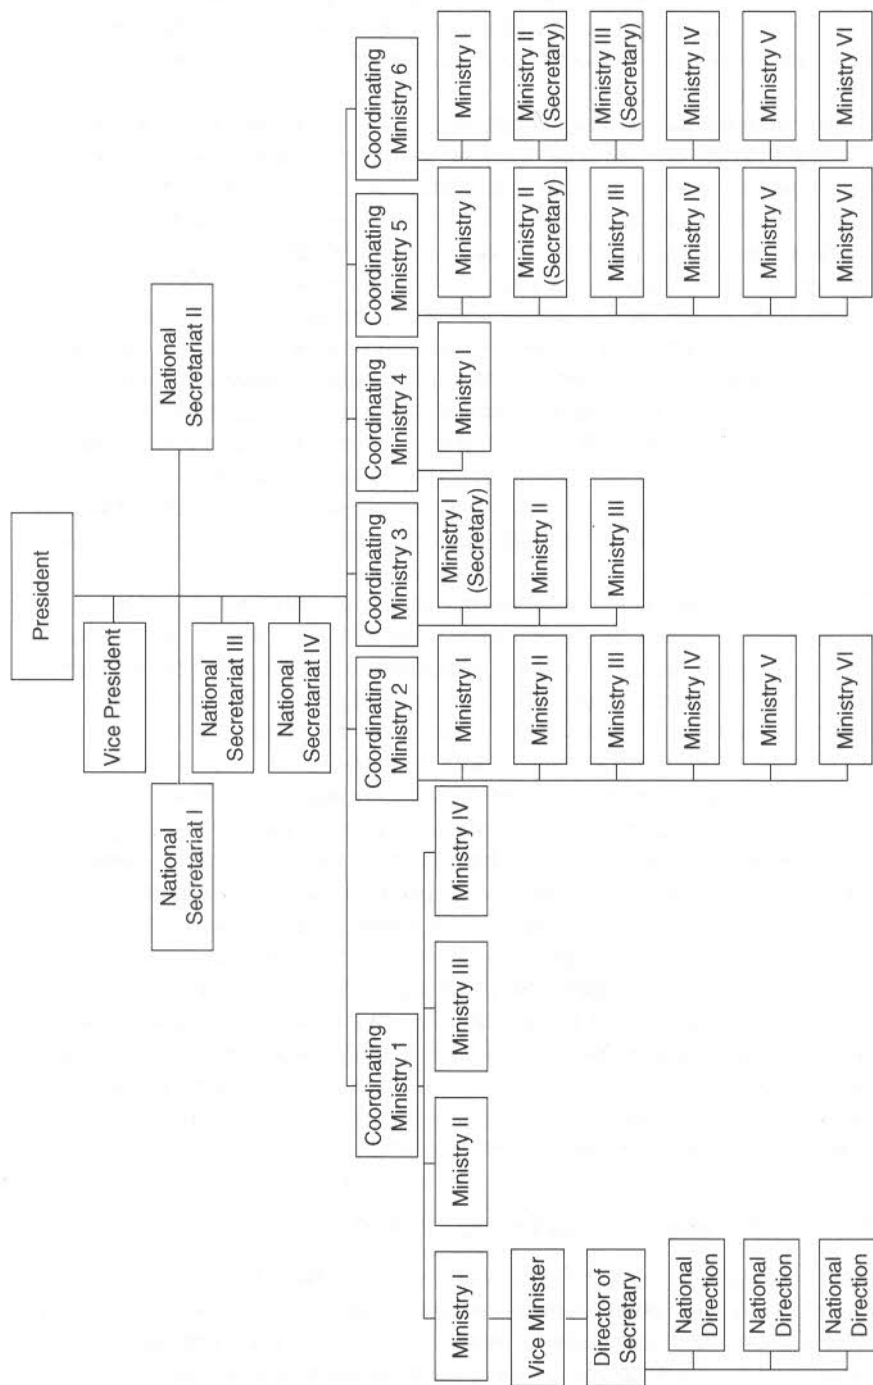 President
Vice President
National
Secretariat I
National
Secretariat II
National
Secretariat III
National
Secretariat IV
Coordinating
Ministry 1
Ministry I
Vice Minister
Director of
Secretary
National
Direction
National
Direction
National
Direction
Ministry II
Ministry III
Ministry IV
Coordinating
Ministry 2
Ministry I
Ministry II
Ministry III
Ministry IV
Ministry V
Ministry VI
Coordinating
Ministry 3
Ministry I
(Secretary)
Ministry II
Ministry III
Coordinating
Ministry 4
Ministry I
Coordinating
Ministry 5
Ministry I
Ministry II
(Secretary)
Ministry III
Ministry IV
Ministry V
Ministry VI
Coordinating
Ministry 6
Ministry I
Ministry II
(Secretary)
Ministry III
(Secretary)
Ministry IV
Ministry V
Ministry VI